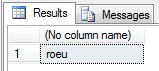 Results Messages
(No column name)
1 roeu